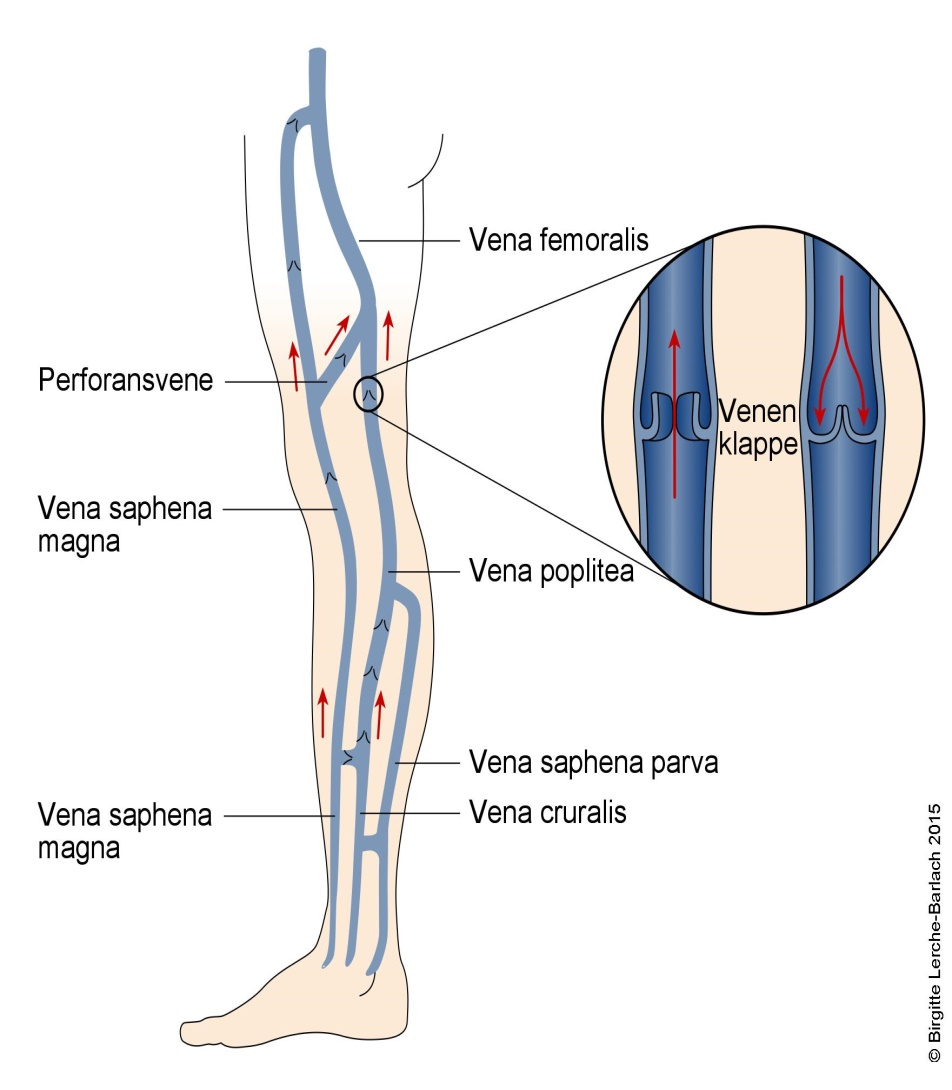 Vena femoralis
Perforansvene
Venen
klappe
Vena saphena
magna
Vena poplitea
Vena saphena parva
Vena saphena
magna
Vena cruralis
© Birgitte Lerche-Barlach 2015